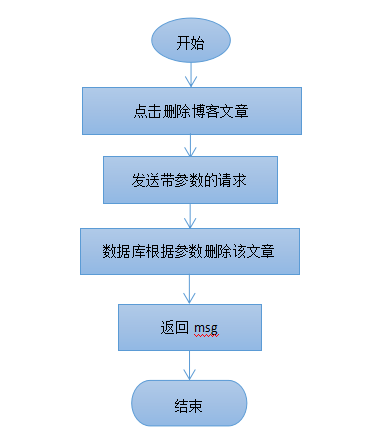 开始
点击删除博客文章
发送带参数的请求
数据库根据参数删除该文章
返回 msg
结束